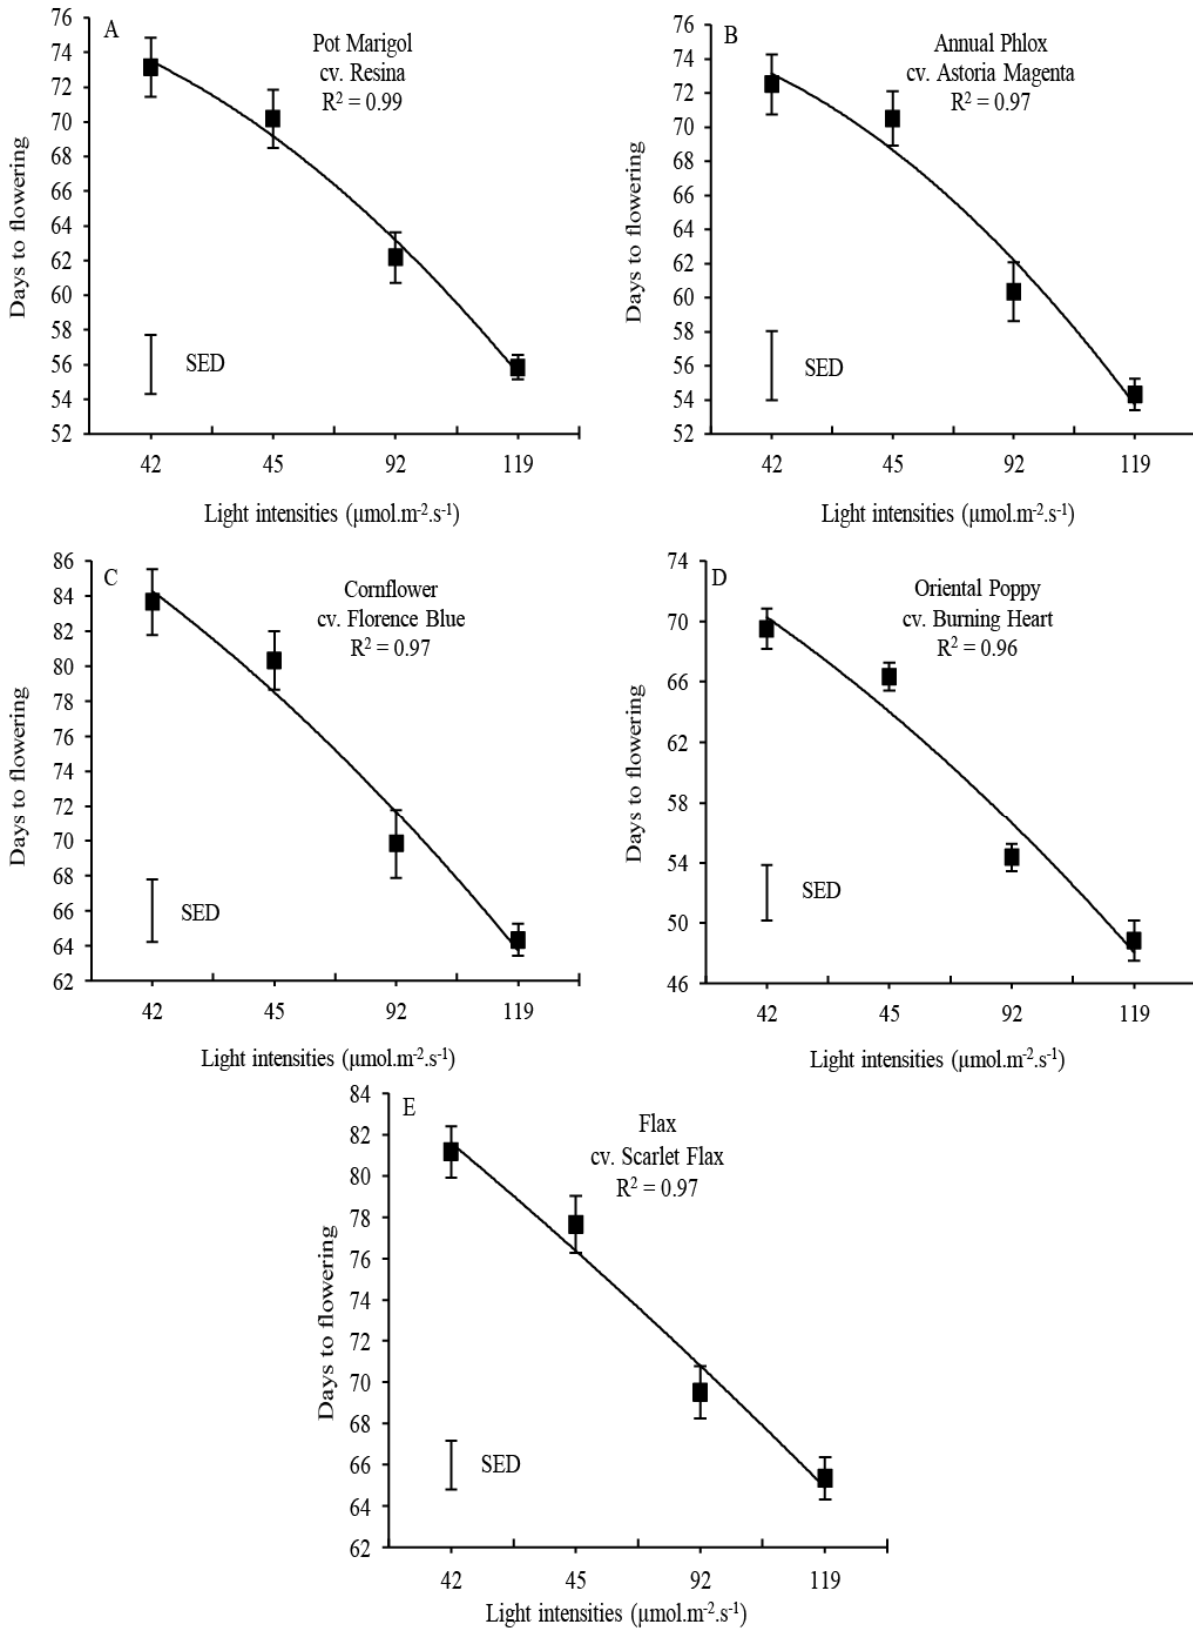 A
Pot Marigol
cv. Resina
R² = 0.99
Days to flowering
76
74
72
70
68
66
64
62
60
58
56
54
52
SED
42 45 92 119
Light intensities (μmol.m⁻².s⁻¹)
B
Annual Phlox
cv. Astoria Magenta
R² = 0.97
Days to flowering
76
74
72
70
68
66
64
62
60
58
56
54
52
SED
42 45 92 119
Light intensities (μmol.m⁻².s⁻¹)
C
Cornflower
cv. Florence Blue
R² = 0.97
Days to flowering
86
84
82
80
78
76
74
72
70
68
66
64
62
SED
42 45 92 119
Light intensities (μmol.m⁻².s⁻¹)
D
Oriental Poppy
cv. Burning Heart
R² = 0.96
Days to flowering
74
70
66
62
58
54
50
46
SED
42 45 92 119
Light intensities (μmol.m⁻².s⁻¹)
E
Flax
cv. Scarlet Flax
R² = 0.97
Days to flowering
84
82
80
78
76
74
72
70
68
66
64
62
SED
42 45 92 119
Light intensities (μmol.m⁻².s⁻¹)